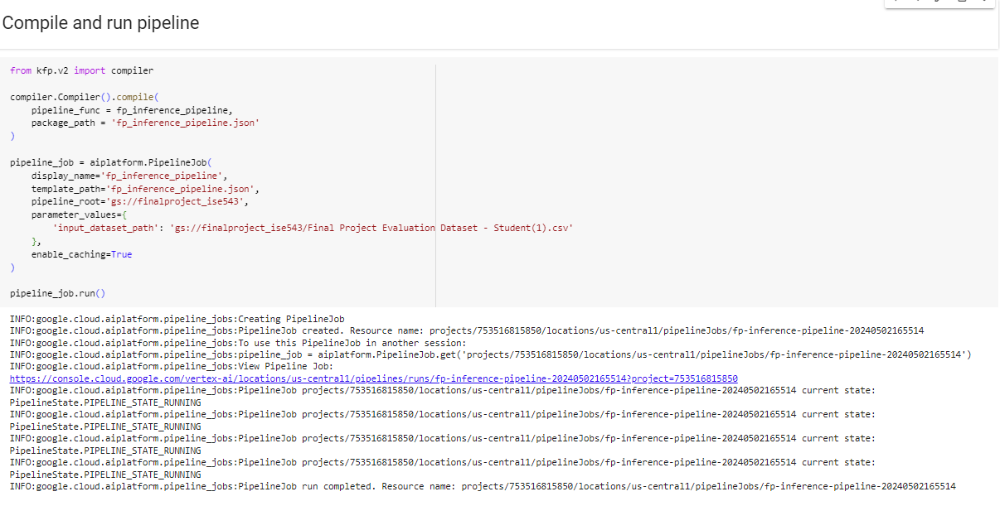 Compile and run pipeline
from kfp.v2 import compiler
compiler.Compiler().compile(
pipeline_func = fp_inference_pipeline,
package_path = 'fp_inference_pipeline.json'
)
pipeline_job = aiplatform.PipelineJob(
display_name='fp_inference_pipeline',
template_path='fp_inference_pipeline.json',
pipeline_root='gs://finalproject_ise543',
parameter_values={
'input_dataset_path': 'gs://finalproject_ise543/Final Project Evaluation Dataset - Student(1).csv'
},
enable_caching=True
)
pipeline_job.run()
INFO:google.cloud.aiplatform.pipeline_jobs:Creating PipelineJob
INFO:google.cloud.aiplatform.pipeline_jobs:PipelineJob created. Resource name: projects/753516815850/locations/us-central1/pipelineJobs/fp-inference-pipeline-20240502165514
INFO:google.cloud.aiplatform.pipeline_jobs:To use this PipelineJob in another session:
INFO:google.cloud.aiplatform.pipeline_jobs:pipeline_job = aiplatform.PipelineJob.get('projects/753516815850/locations/us-central1/pipelineJobs/fp-inference-pipeline-20240502165514')
INFO:google.cloud.aiplatform.pipeline_jobs:View Pipeline Job:
https://console.cloud.google.com/vertex-ai/locations/us-central1/pipelines/runs/fp-inference-pipeline-20240502165514?project=753516815850
INFO:google.cloud.aiplatform.pipeline_jobs:PipelineJob projects/753516815850/locations/us-central1/pipelineJobs/fp-inference-pipeline-20240502165514 current state:
PipelineState.PIPELINE_STATE_RUNNING
INFO:google.cloud.aiplatform.pipeline_jobs:PipelineJob projects/753516815850/locations/us-central1/pipelineJobs/fp-inference-pipeline-20240502165514 current state:
PipelineState.PIPELINE_STATE_RUNNING
INFO:google.cloud.aiplatform.pipeline_jobs:PipelineJob projects/753516815850/locations/us-central1/pipelineJobs/fp-inference-pipeline-20240502165514 current state:
PipelineState.PIPELINE_STATE_RUNNING
INFO:google.cloud.aiplatform.pipeline_jobs:PipelineJob projects/753516815850/locations/us-central1/pipelineJobs/fp-inference-pipeline-20240502165514 current state:
PipelineState.PIPELINE_STATE_RUNNING
INFO:google.cloud.aiplatform.pipeline_jobs:PipelineJob run completed. Resource name: projects/753516815850/locations/us-central1/pipelineJobs/fp-inference-pipeline-20240502165514